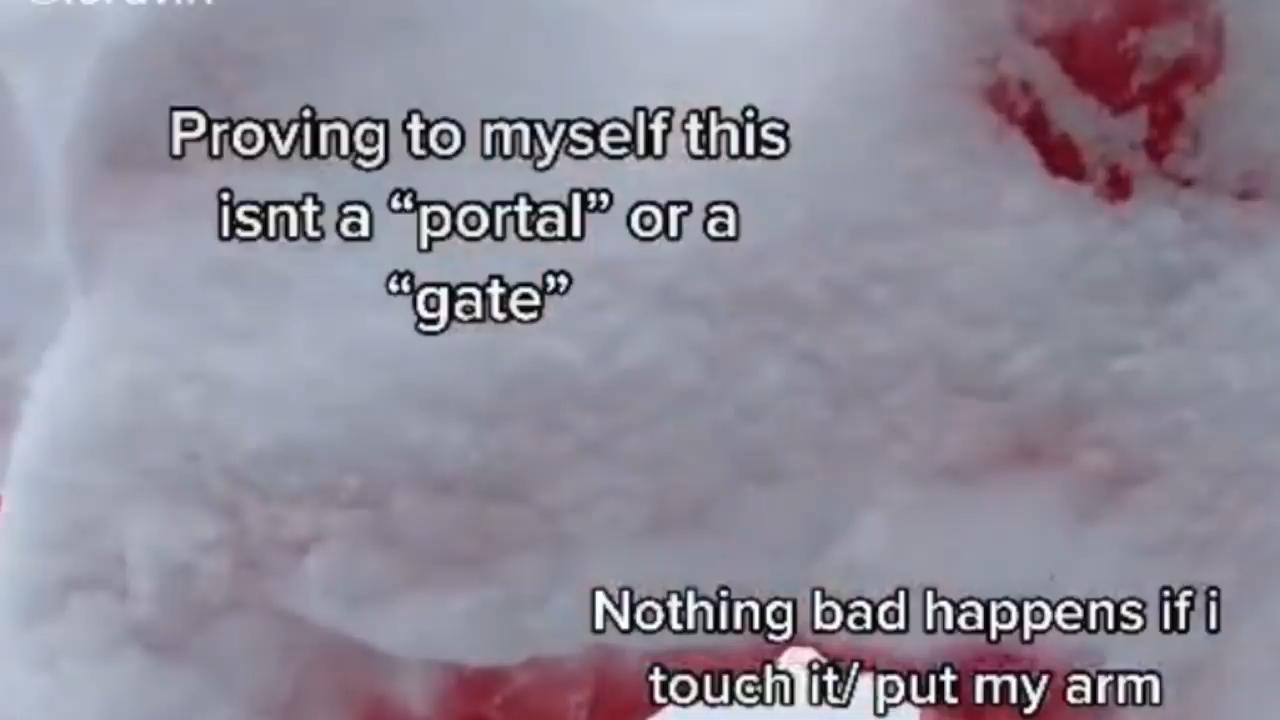 Proving to myself this
isnt a “portal” or a
“gate”
Nothing bad happens if i
touch it/ put my arm